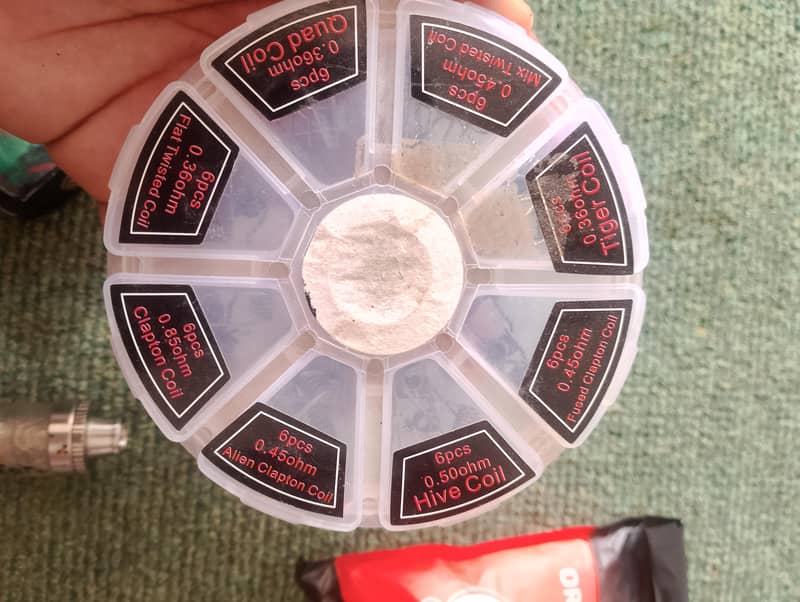 Quad Coil
0.36ohm
6pcs
Mix Twisted Coil
0.45ohm
6pcs
Tiger Coil
0.36ohm
6pcs
6pcs
0.45ohm
Fused Clapton Coil
6pcs
0.50ohm
Hive Coil
6pcs
0.45ohm
Alien Clapton Coil
6pcs
0.85ohm
Clapton Coil
6pcs
0.36ohm
Flat Twisted Coil